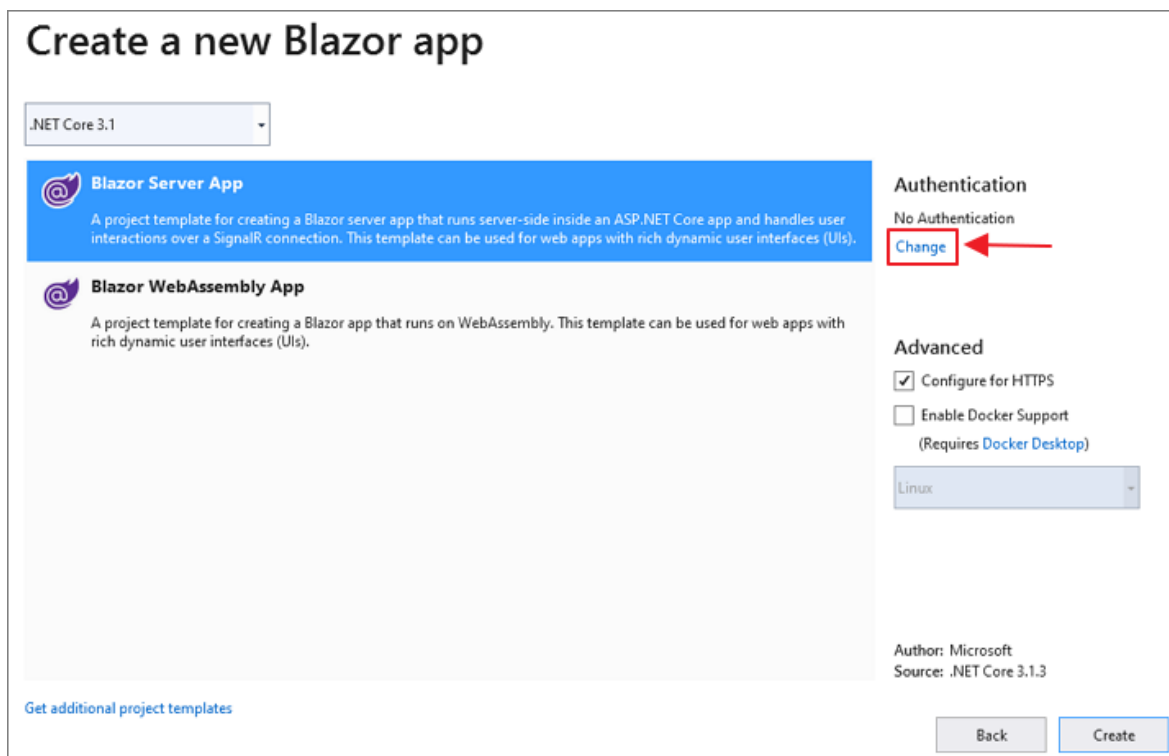 Create a new Blazor app
.NET Core 3.1
Blazor Server App
A project template for creating a Blazor server app that runs server-side inside an ASP.NET Core app and handles user
interactions over a SignalR connection. This template can be used for web apps with rich dynamic user interfaces (UIs).
Blazor WebAssembly App
A project template for creating a Blazor app that runs on WebAssembly. This template can be used for web apps with
rich dynamic user interfaces (UIs).
Authentication
No Authentication
Change
Advanced
Configure for HTTPS
Enable Docker Support
(Requires Docker Desktop)
Linux
Author: Microsoft
Source: .NET Core 3.1.3
Get additional project templates
Back
Create